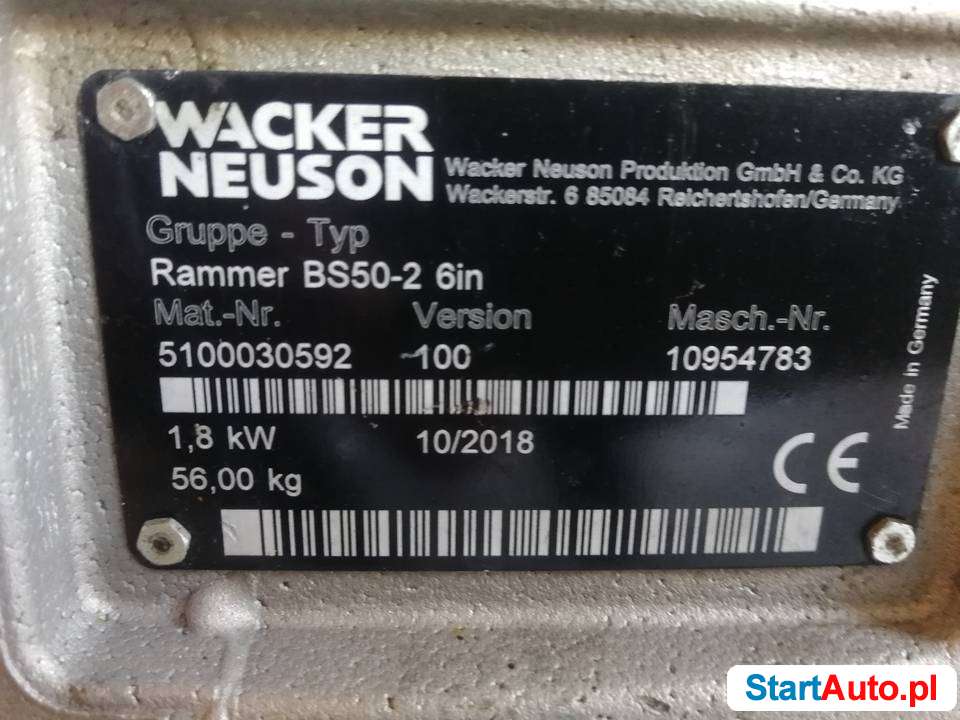 WACKER
NEUSON
Wacker Neuson Produktion GmbH & Co. KG
Wackerstr. 6 85084 Reichertshofen/Germany
Gruppe - Typ
Rammer BS50-2 6in
Mat.-Nr. Version Masch.-Nr.
5100030592 100 10954783
1,8 kW 10/2018
56,00 kg
CE
Made in Germany
StartAuto.pl